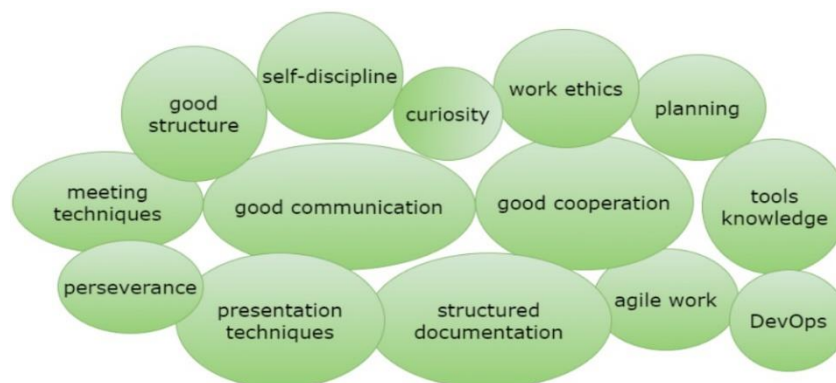 self-discipline
work ethics
good
structure
curiosity
planning
meeting
techniques
good communication
good cooperation
tools
knowledge
perseverance
presentation
techniques
structured
documentation
agile work
DevOps